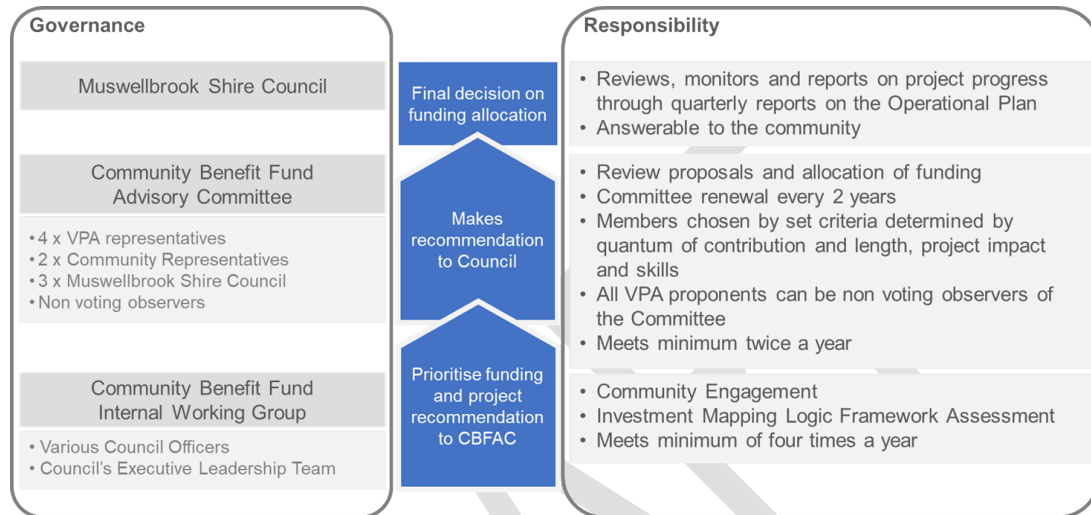 Governance
Muswellbrook Shire Council
Community Benefit Fund
Advisory Committee
• 4 x VPA representatives
• 2 x Community Representatives
• 3 x Muswellbrook Shire Council
• Non voting observers
Community Benefit Fund
Internal Working Group
• Various Council Officers
• Council's Executive Leadership Team
Final decision on
funding allocation
Makes
recommendation
to Council
Prioritise funding
and project
recommendation
to CBFAC
Responsibility
• Reviews, monitors and reports on project progress
through quarterly reports on the Operational Plan
• Answerable to the community
• Review proposals and allocation of funding
• Committee renewal every 2 years
• Members chosen by set criteria determined by
quantum of contribution and length, project impact
and skills
• All VPA proponents can be non voting observers of
the Committee
• Meets minimum twice a year
• Community Engagement
• Investment Mapping Logic Framework Assessment
• Meets minimum of four times a year